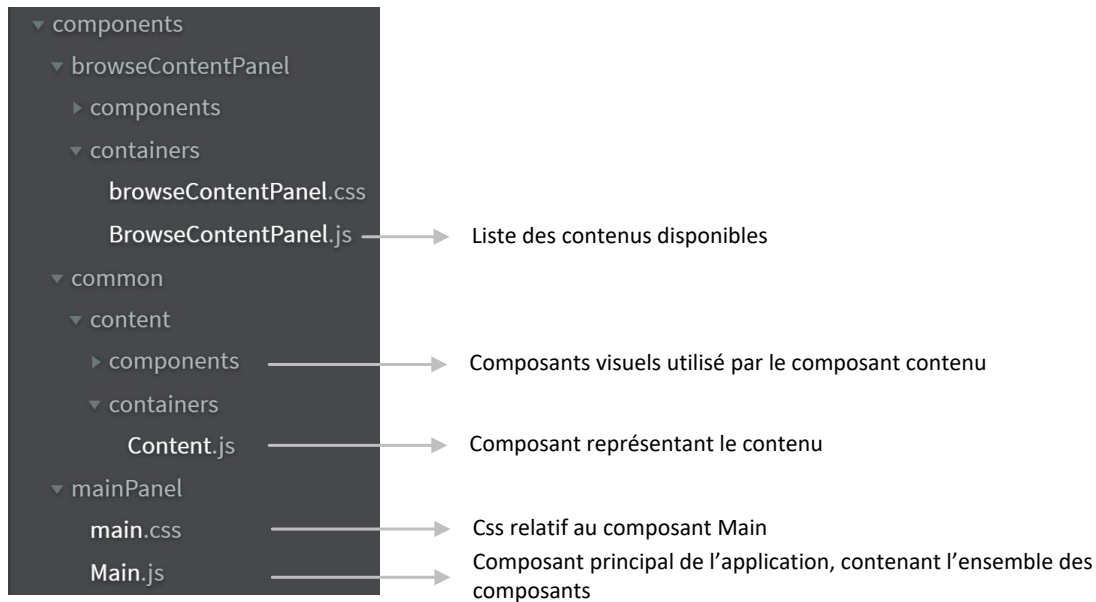 components
browseContentPanel
components
containers
browseContentPanel.css
BrowseContentPanel.js
Liste des contenus disponibles
common
content
components
Composants visuels utilisé par le composant contenu
containers
Content.js
Composant représentant le contenu
mainPanel
main.css
Css relatif au composant Main
Main.js
Composant principal de l’application, contenant l’ensemble des
composants